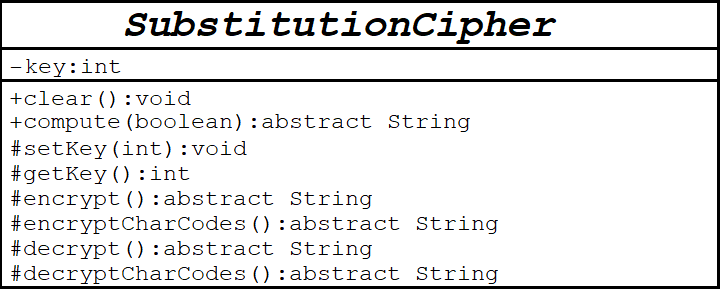 SubstitutionCipher
-key:int
+clear():void
+compute(boolean):abstract String
#setKey(int):void
#getKey():int
#encrypt():abstract String
#encryptCharCodes():abstract String
#decrypt():abstract String
#decryptCharCodes():abstract String